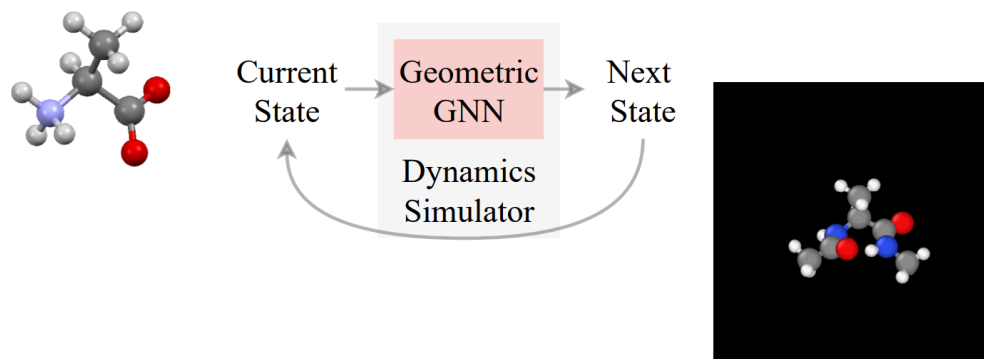 Current
State
Geometric
GNN
Next
State
Dynamics
Simulator